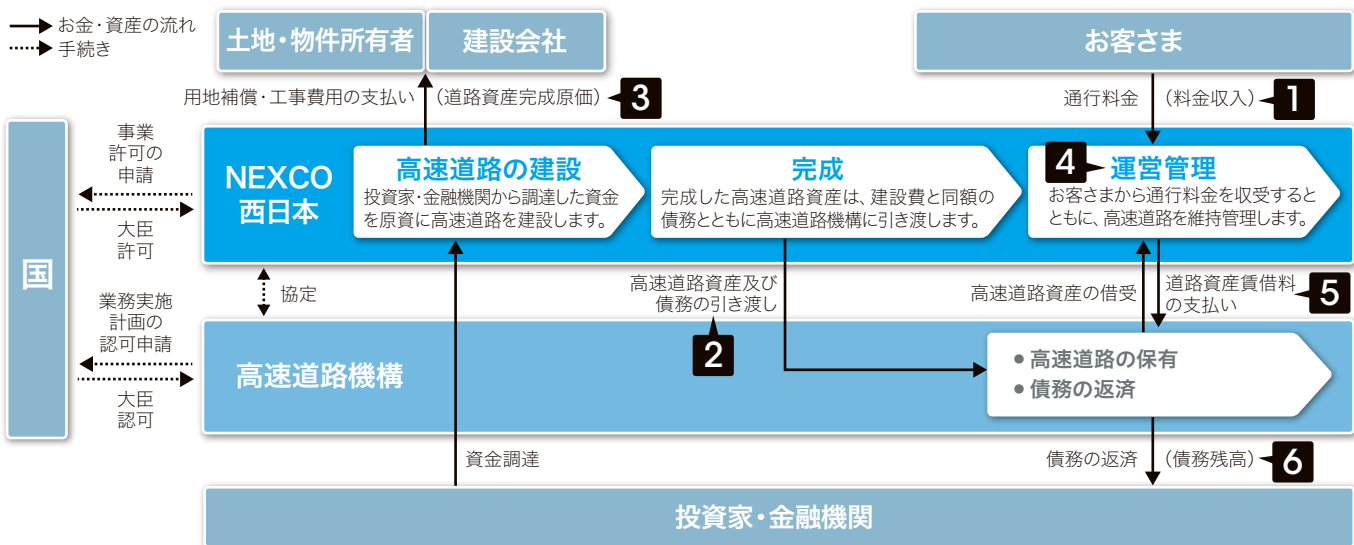 お金・資産の流れ
手続き
土地・物件所有者
建設会社
お客さま
用地補償・工事費用の支払い
(道路資産完成原価)
3
通行料金
(料金収入)
1
国
事業
許可の
申請
大臣
許可
NEXCO
西日本
高速道路の建設
投資家・金融機関から調達した資金
を原資に高速道路を建設します。
完成
完成した高速道路資産は、建設費と同額の
債務とともに高速道路機構に引き渡します。
4
運営管理
お客さまから通行料金を収受すると
ともに、高速道路を維持管理します。
協定
高速道路資産及び
債務の引き渡し
2
高速道路資産の借受
道路資産賃借料
の支払い
5
業務実施
計画の
認可申請
大臣
認可
高速道路機構
● 高速道路の保有
● 債務の返済
資金調達
債務の返済
(債務残高)
6
投資家・金融機関